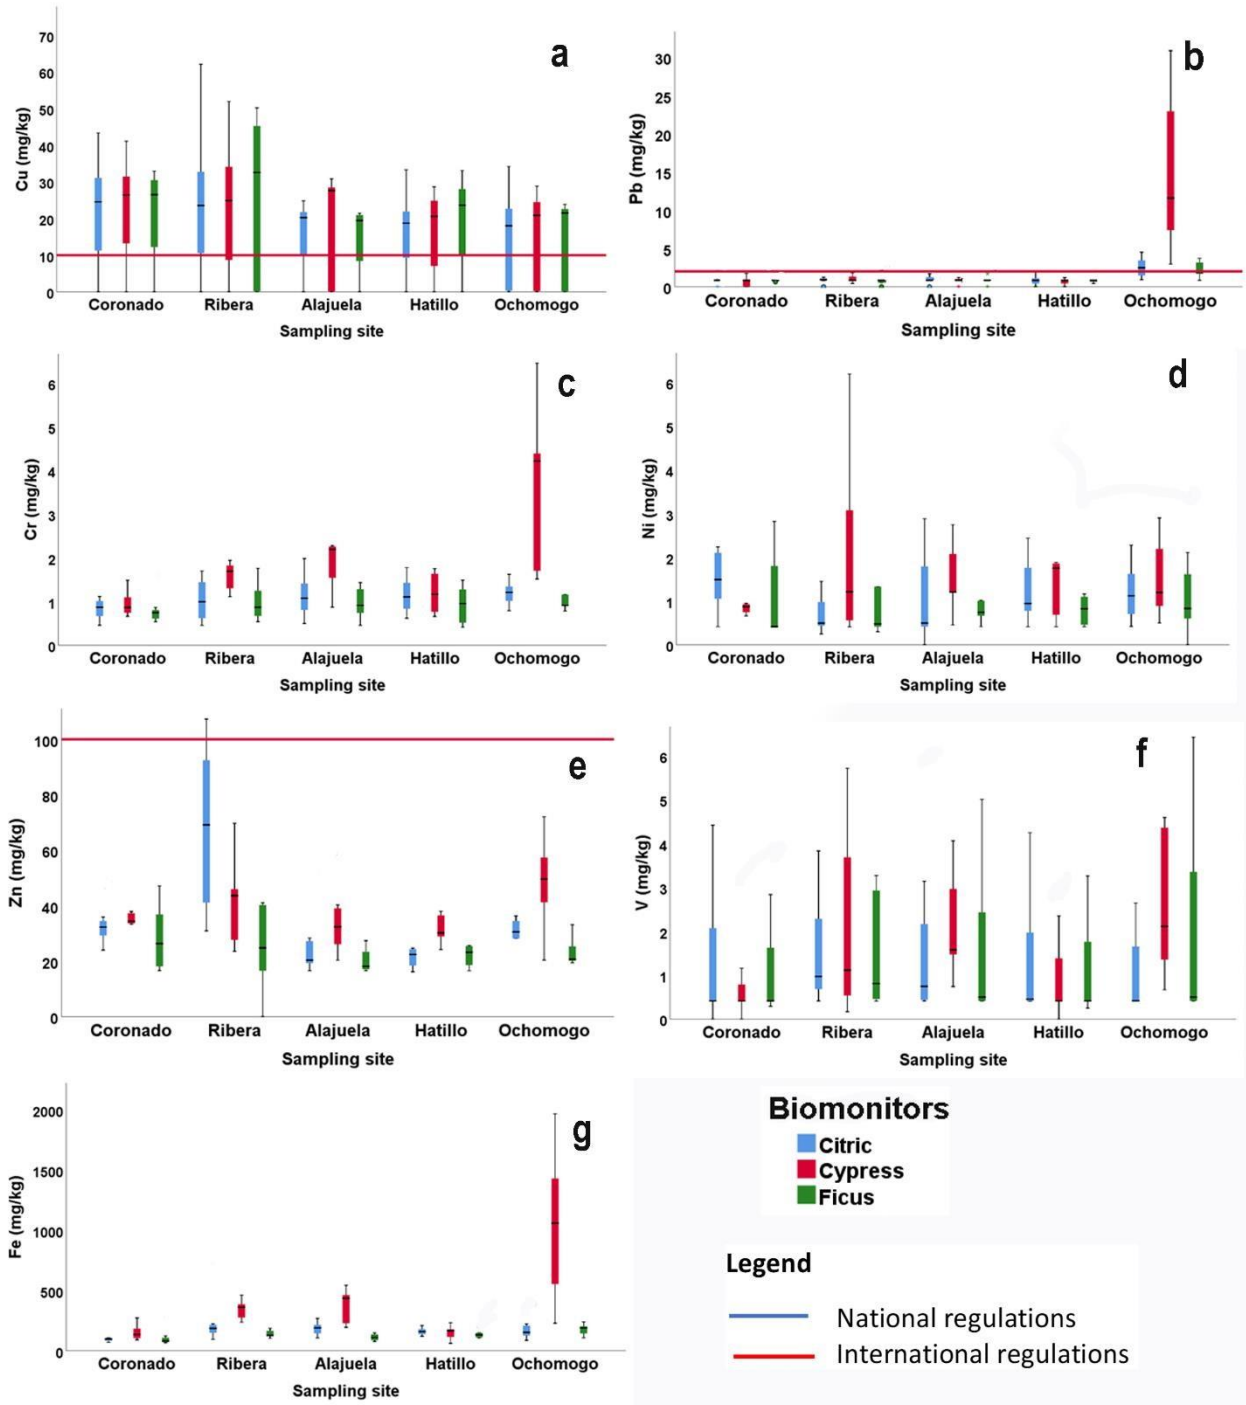 a
Cu (mg/kg)
70
60
50
40
30
20
10
0
Coronado Ribera Alajuela Hatillo Ochomogo
Sampling site
b
Pb (mg/kg)
30
25
20
15
10
5
0
Coronado Ribera Alajuela Hatillo Ochomogo
Sampling site
c
Cr (mg/kg)
6
5
4
3
2
1
0
Coronado Ribera Alajuela Hatillo Ochomogo
Sampling site
d
Ni (mg/kg)
6
5
4
3
2
1
0
Coronado Ribera Alajuela Hatillo Ochomogo
Sampling site
e
Zn (mg/kg)
100
80
60
40
20
0
Coronado Ribera Alajuela Hatillo Ochomogo
Sampling site
f
V (mg/kg)
6
5
4
3
2
1
0
Coronado Ribera Alajuela Hatillo Ochomogo
Sampling site
g
Fe (mg/kg)
2000
1500
1000
500
0
Coronado Ribera Alajuela Hatillo Ochomogo
Sampling site
Biomonitors
Citric
Cypress
Ficus
Legend
National regulations
International regulations